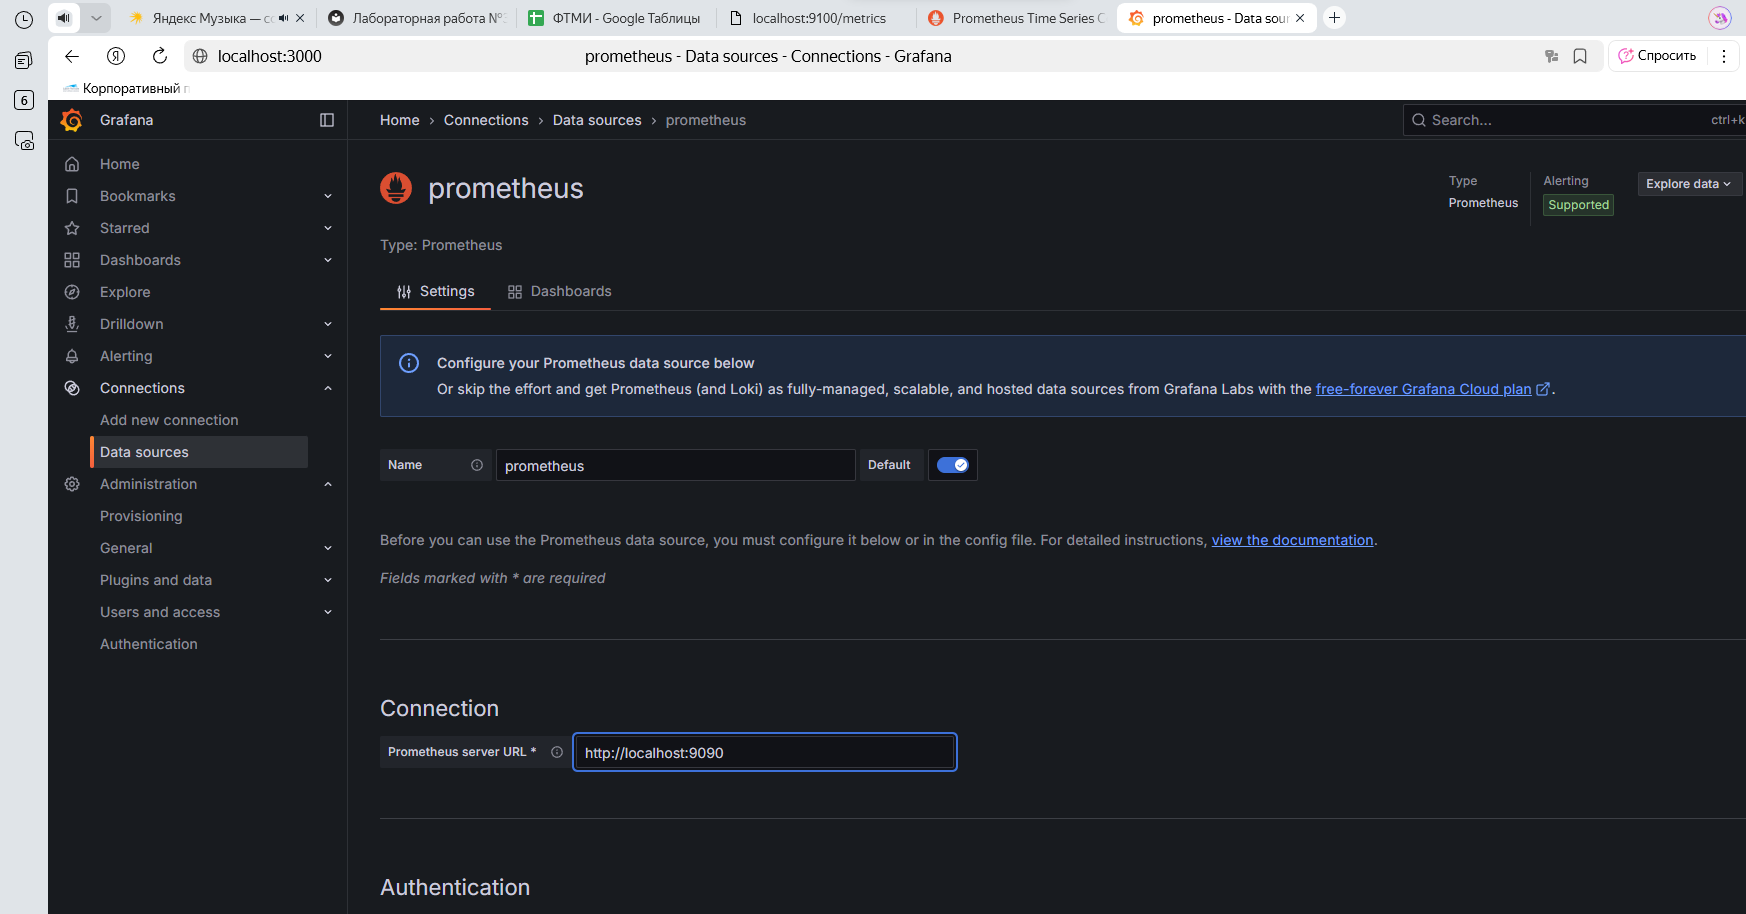 Яндекс Музыка — с
Лабораторная работа №
ФТМИ - Google Таблицы
localhost:9100/metrics
Prometheus Time Series C
prometheus - Data sour
localhost:3000
prometheus - Data sources - Connections - Grafana
Спросить
6
Корпоративный п
Grafana
Home › Connections › Data sources › prometheus
Search...
ctrl+k
Home
Bookmarks
Starred
Dashboards
Explore
Drilldown
Alerting
Connections
Add new connection
Data sources
Administration
Provisioning
General
Plugins and data
Users and access
Authentication
prometheus
Type
Prometheus
Alerting
Supported
Explore data
Type: Prometheus
Settings
Dashboards
Configure your Prometheus data source below
Or skip the effort and get Prometheus (and Loki) as fully-managed, scalable, and hosted data sources from Grafana Labs with the free-forever Grafana Cloud plan.
Name
prometheus
Default
Before you can use the Prometheus data source, you must configure it below or in the config file. For detailed instructions, view the documentation.
Fields marked with * are required
Connection
Prometheus server URL *
http://localhost:9090
Authentication